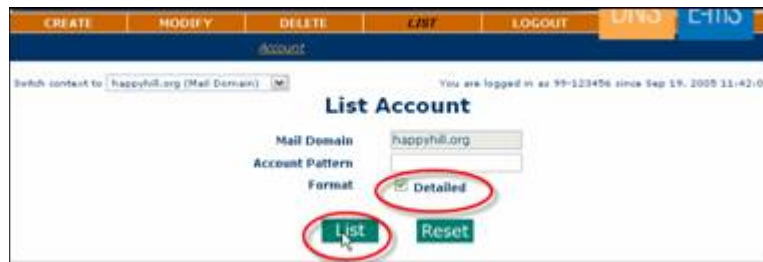 CREATE MODIFY DELETE LIST LOGOUT DNS E-MS
Account
Switch context to happyhill.org (Mail Domain) You are logged in as 99-123456 since Sep 19, 2005 11:42:0
List Account
Mail Domain happyhill.org
Account Pattern
Format Detailed
List Reset